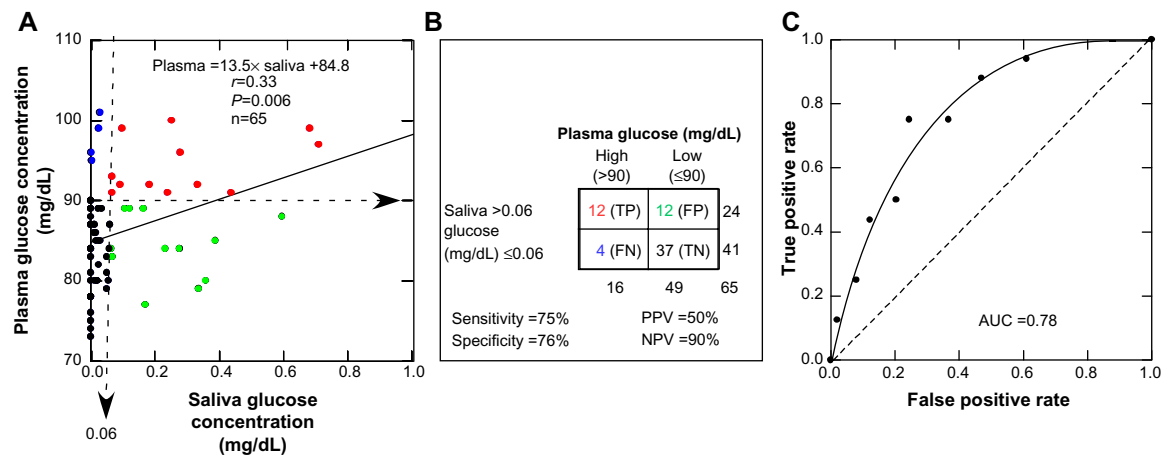 A
Plasma glucose concentration
(mg/dL)
110
100
90
80
70
Plasma =13.5× saliva +84.8
r=0.33
P=0.006
n=65
0.0
0.2
0.4
0.6
0.8
1.0
0.06
Saliva glucose
concentration
(mg/dL)
B
Plasma glucose (mg/dL)
High
(>90)
Low
(≤90)
Saliva >0.06
glucose
(mg/dL) ≤0.06
12 (TP)
12 (FP)
24
4 (FN)
37 (TN)
41
16
49
65
Sensitivity =75%
PPV =50%
Specificity =76%
NPV =90%
C
True positive rate
1.0
0.8
0.6
0.4
0.2
0.0
AUC =0.78
0.0
0.2
0.4
0.6
0.8
1.0
False positive rate